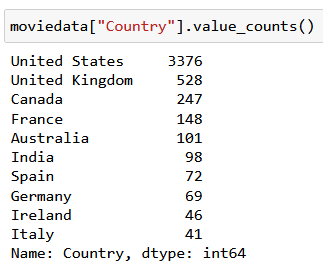 moviedata["Country"].value_counts()
United States 3376
United Kingdom 528
Canada 247
France 148
Australia 101
India 98
Spain 72
Germany 69
Ireland 46
Italy 41
Name: Country, dtype: int64